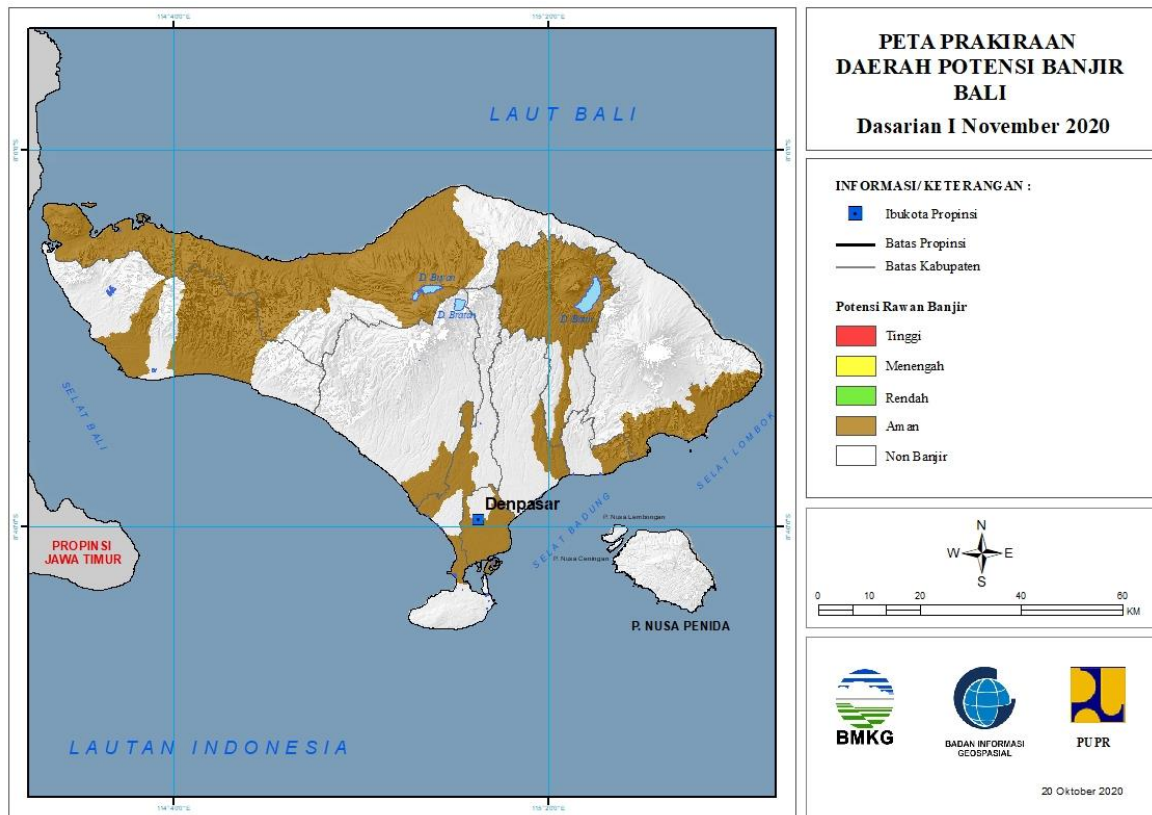 PETA PRAKIRAAN
DAERAH POTENSI BANJIR
BALI
Dasarian I November 2020
INFORMASI/KETERANGAN :
Ibukota Propinsi
Batas Propinsi
Batas Kabupaten
Potensi Rawan Banjir
Tinggi
Menengah
Rendah
Aman
Non Banjir
N
W E
S
0 10 20 40 60
KM
BMKG
BADAN INFORMASI
GEOSPASIAL
PUPR
20 Oktober 2020
LAUT BALI
D. Buyan
D. Bratan
D. Batur
SELAT BALI
SELAT LOMBOK
Denpasar
SELAT BADUNG
P. Nusa Lembongan
P. Nusa Ceningan
PROPINSI
JAWA TIMUR
P. NUSA PENIDA
LAUTAN INDONESIA